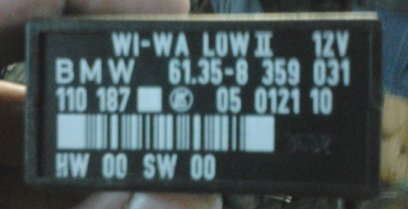 WI-WA LOW II 12V
BMW 61.35-8 359 031
110 187 05 0121 10
HW 00 SW 00